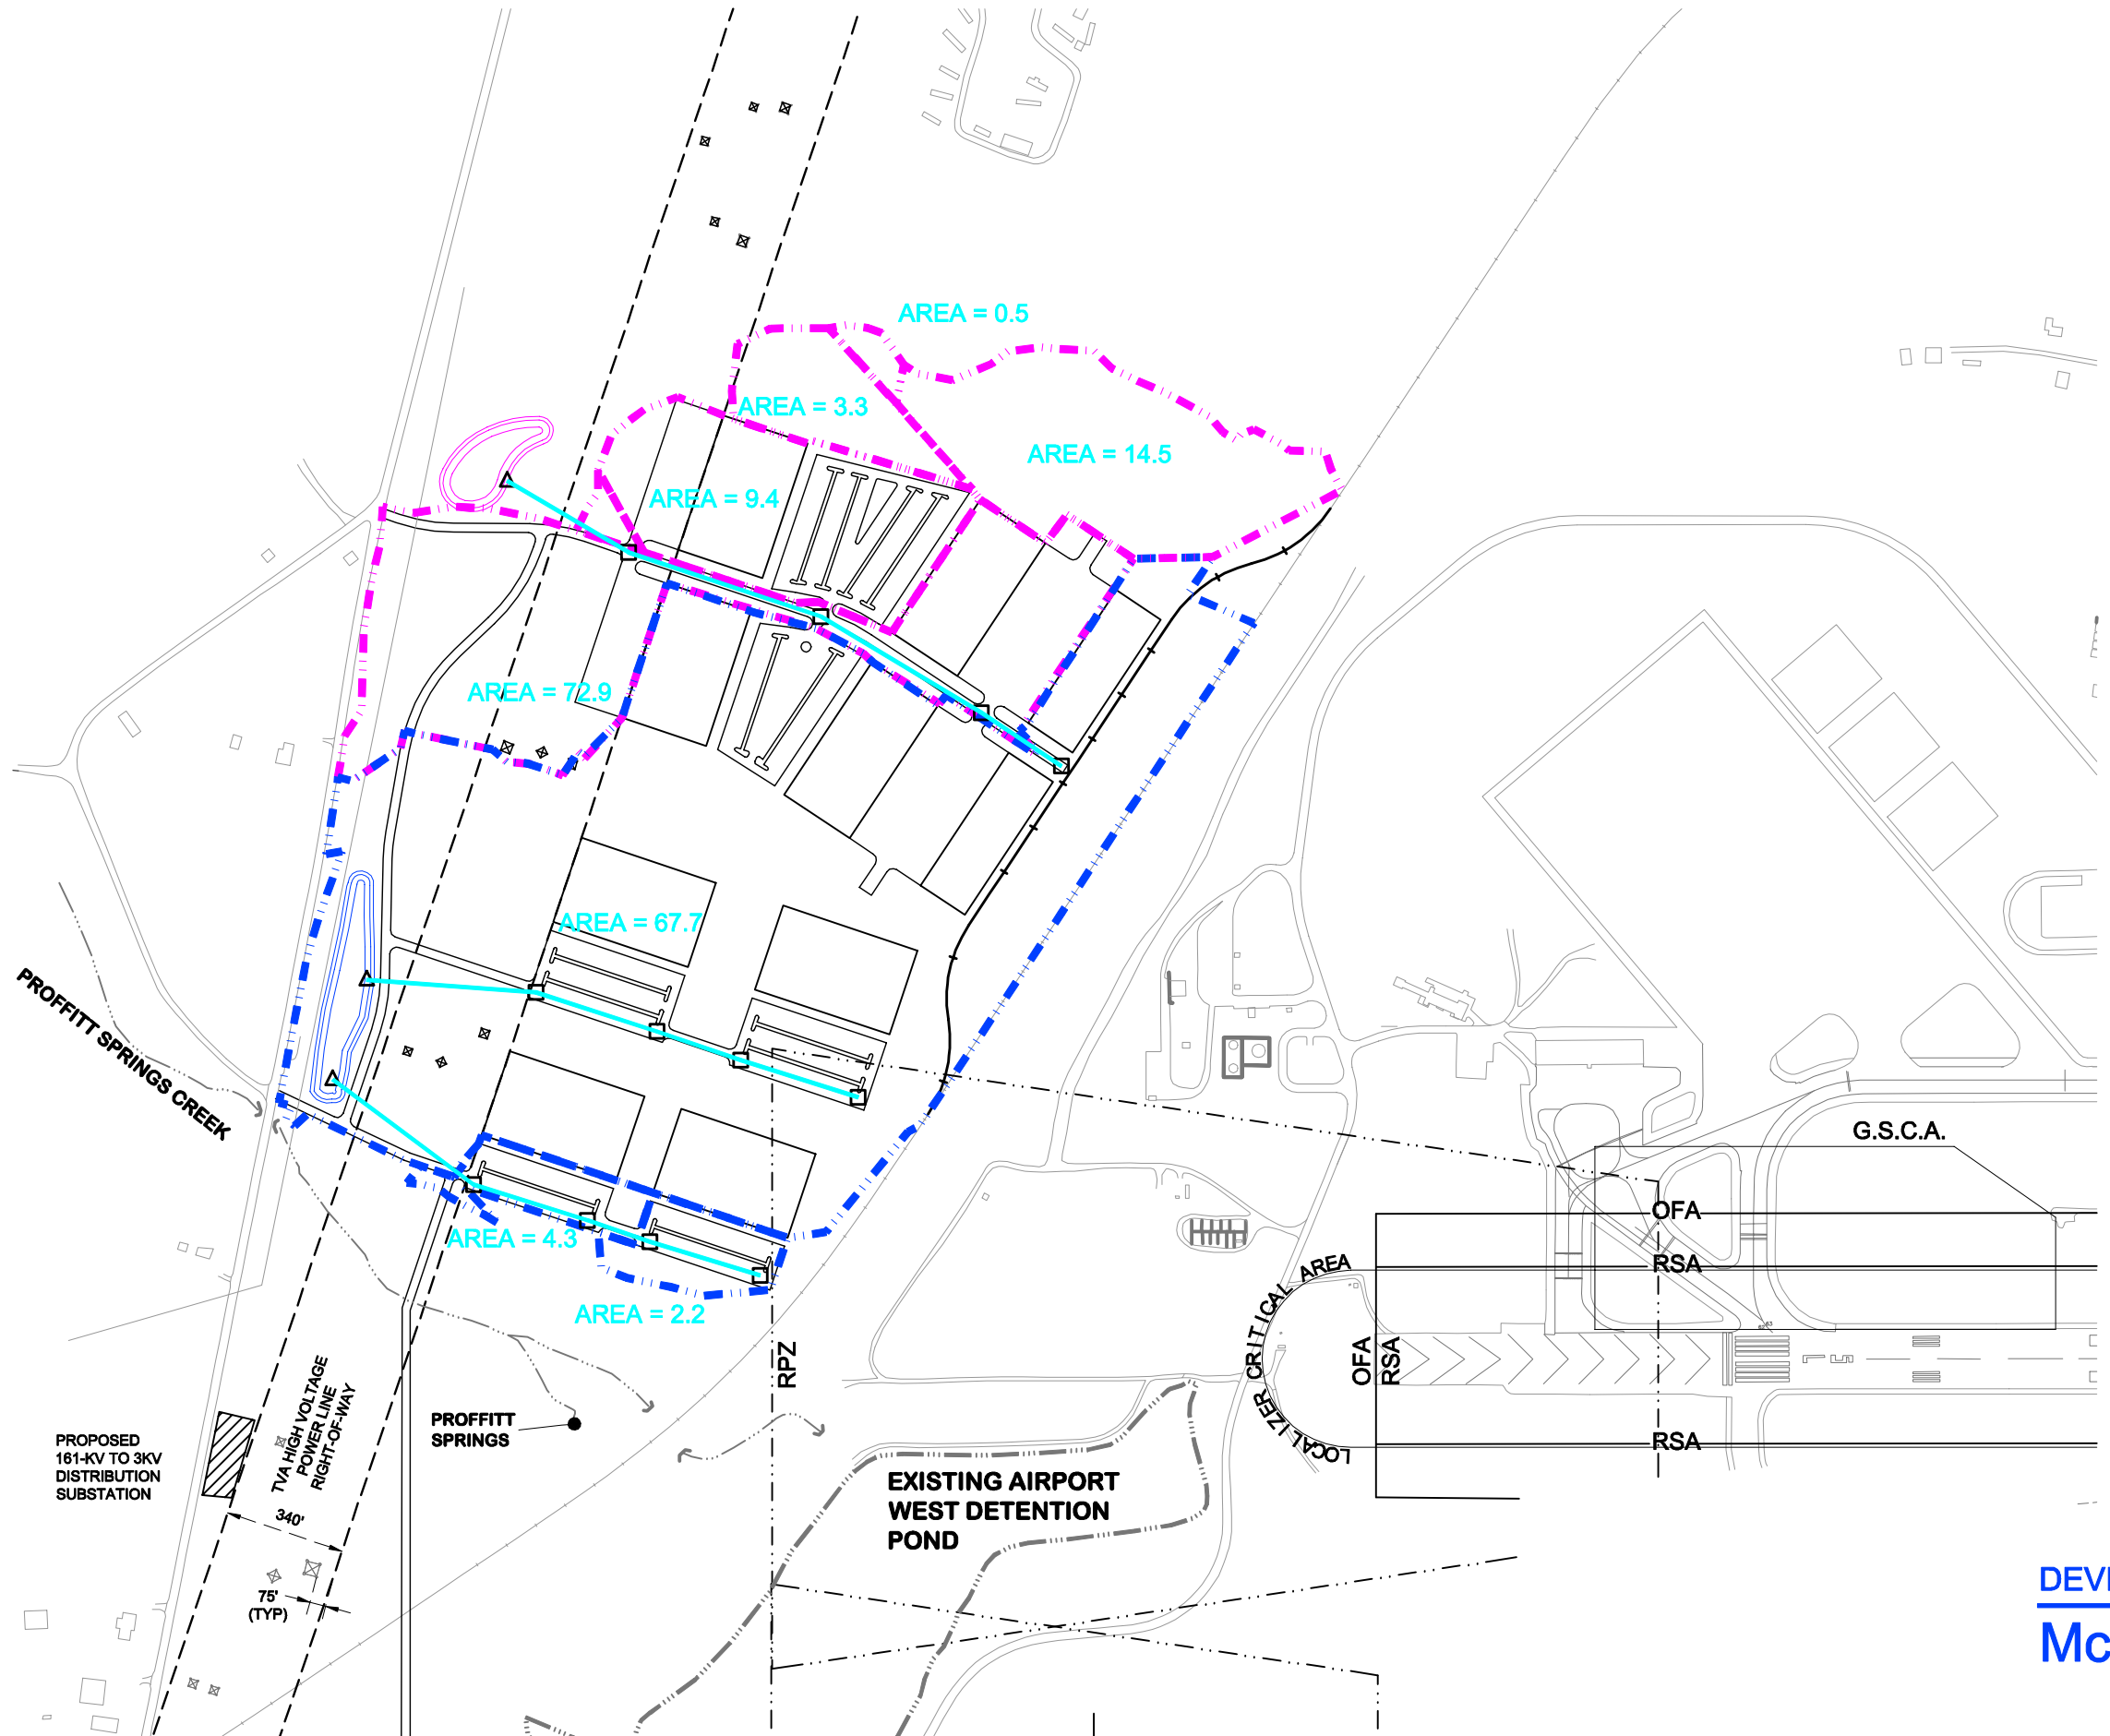 AREA = 0.5
AREA = 3.3
AREA = 14.5
AREA = 9.4
AREA = 72.9
AREA = 67.7
PROFFITT SPRINGS CREEK
G.S.C.A.
OFA
AREA = 4.3
RSA
LOCALIZER CRITICAL AREA
AREA = 2.2
RPZ
OFA
RSA
L 5
TVA HIGH VOLTAGE
POWER LINE
RIGHT-OF-WAY
PROFFITT
SPRINGS
PROPOSED
161-KV TO 3KV
DISTRIBUTION
SUBSTATION
RSA
EXISTING AIRPORT
WEST DETENTION
POND
340'
75'
(TYP)
DEV
Mc